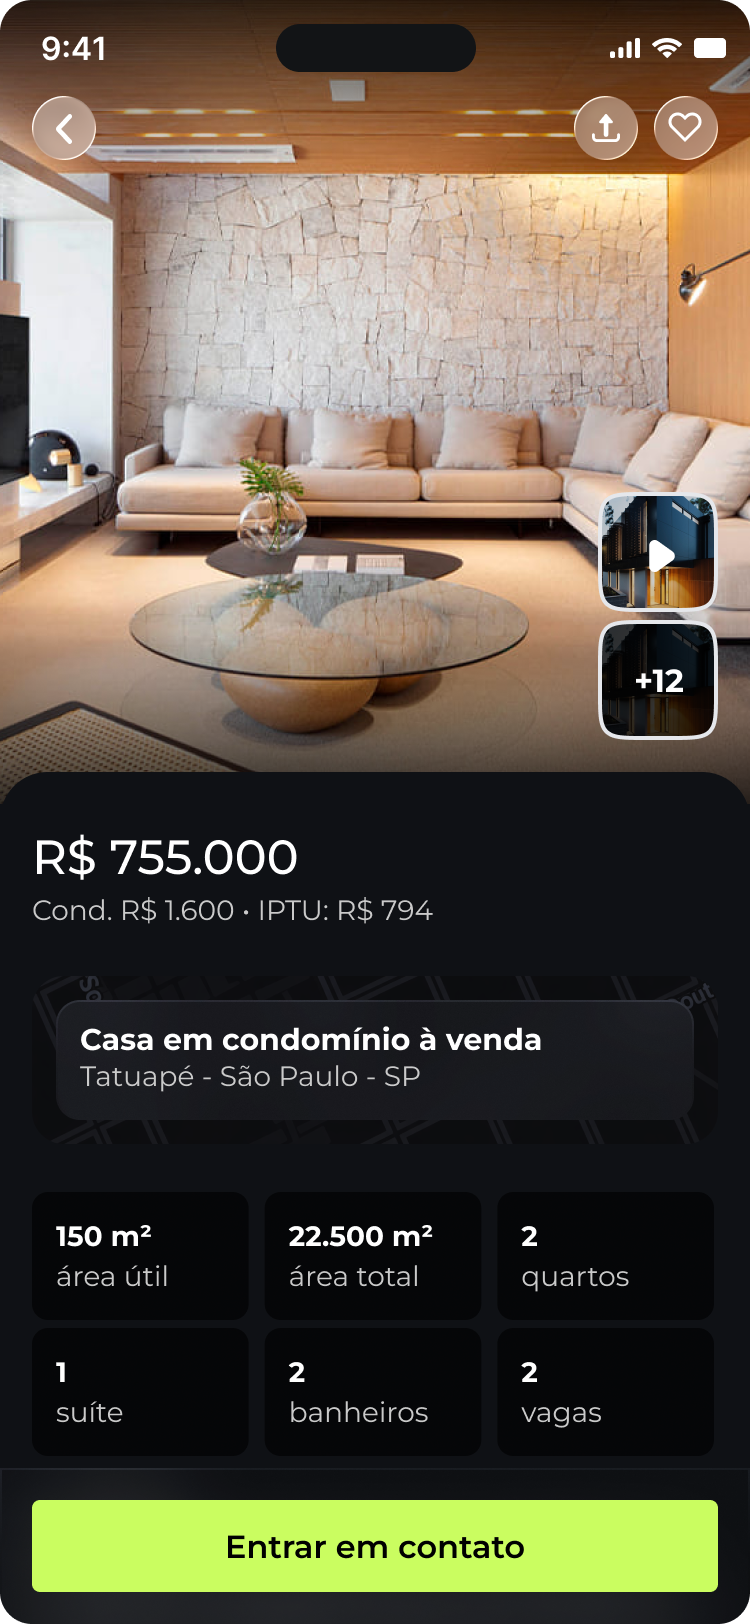 9:41
+12
R$ 755.000
Cond. R$ 1.600 • IPTU: R$ 794
out
Casa em condomínio à venda
Tatuapé - São Paulo - SP
150 m²
área útil
22.500 m²
área total
2
quartos
1
suíte
2
banheiros
2
vagas
Entrar em contato